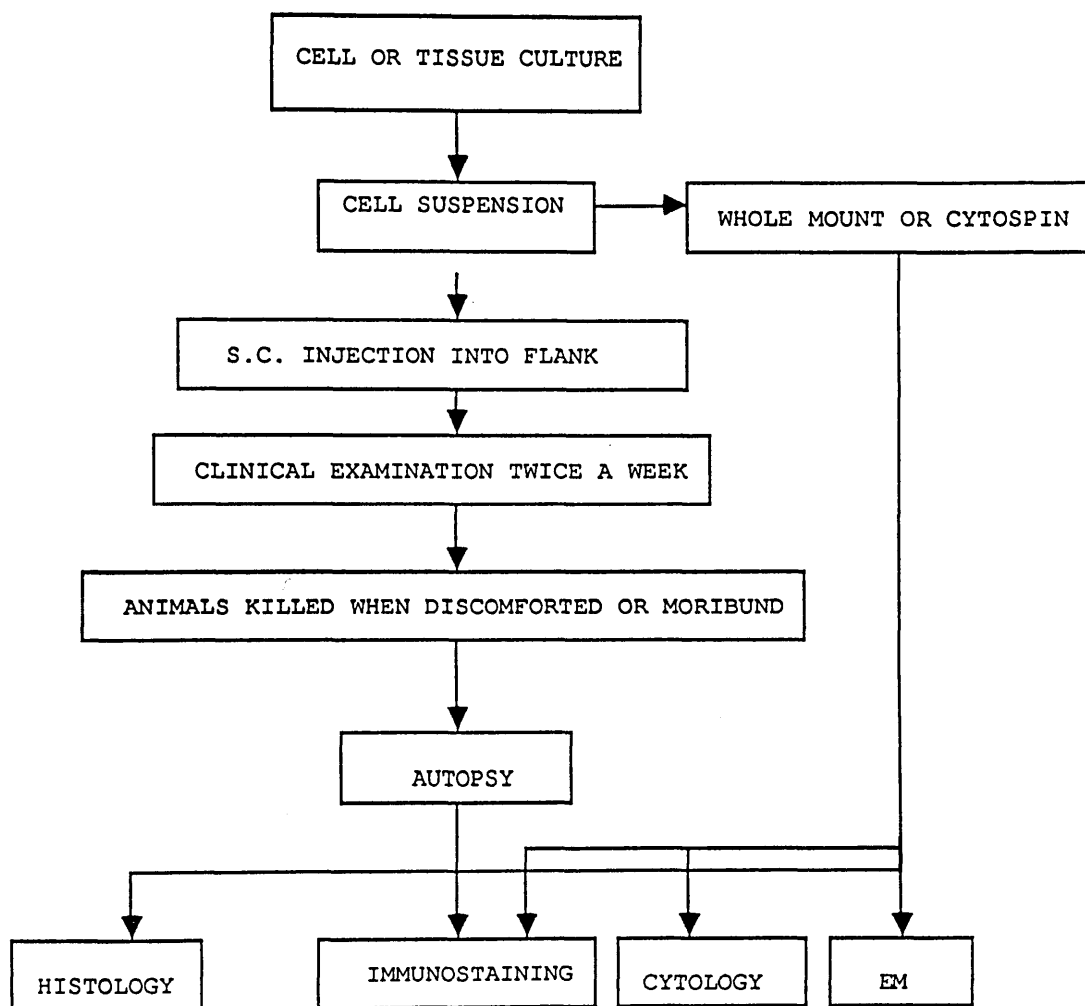 CELL OR TISSUE CULTURE
CELL SUSPENSION
WHOLE MOUNT OR CYTOSPIN
S.C. INJECTION INTO FLANK
CLINICAL EXAMINATION TWICE A WEEK
ANIMALS KILLED WHEN DISCOMFORTED OR MORIBUND
AUTOPSY
HISTOLOGY
IMMUNOSTAINING
CYTOLOGY
EM